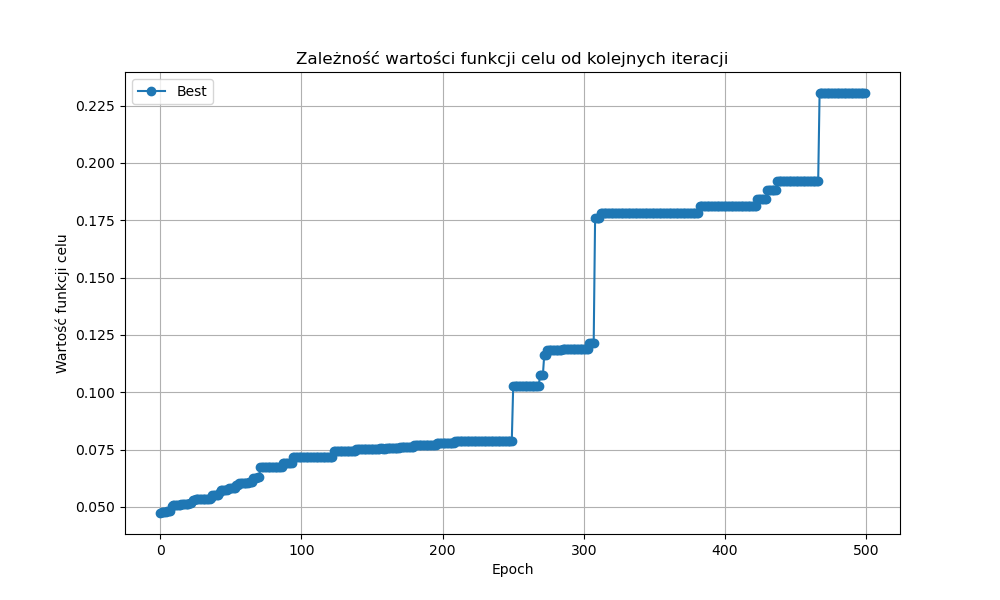 Zależność wartości funkcji celu od kolejnych iteracji
Best
Wartość funkcji celu
0.225
0.200
0.175
0.150
0.125
0.100
0.075
0.050
0 100 200 300 400 500
Epoch